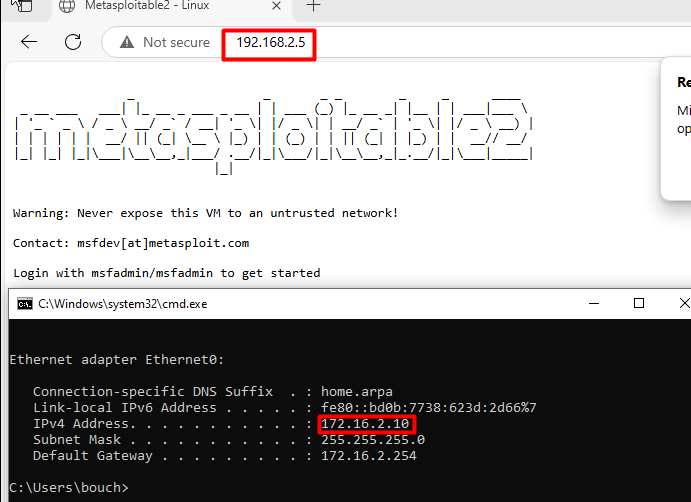 Metasploitable2 - Linux
Not secure
192.168.2.5
metasploitable2
Warning: Never expose this VM to an untrusted network!
Contact: msfdev[at]metasploit.com
Login with msfadmin/msfadmin to get started
C:\Windows\system32\cmd.exe
Ethernet adapter Ethernet0:
Connection-specific DNS Suffix . : home.arpa
Link-local IPv6 Address . . . . . : fe80::bd0b:7738:623d:2d66%7
IPv4 Address. . . . . . . . . . . : 172.16.2.10
Subnet Mask . . . . . . . . . . . : 255.255.255.0
Default Gateway . . . . . . . . . : 172.16.2.254
C:\Users\bouch>